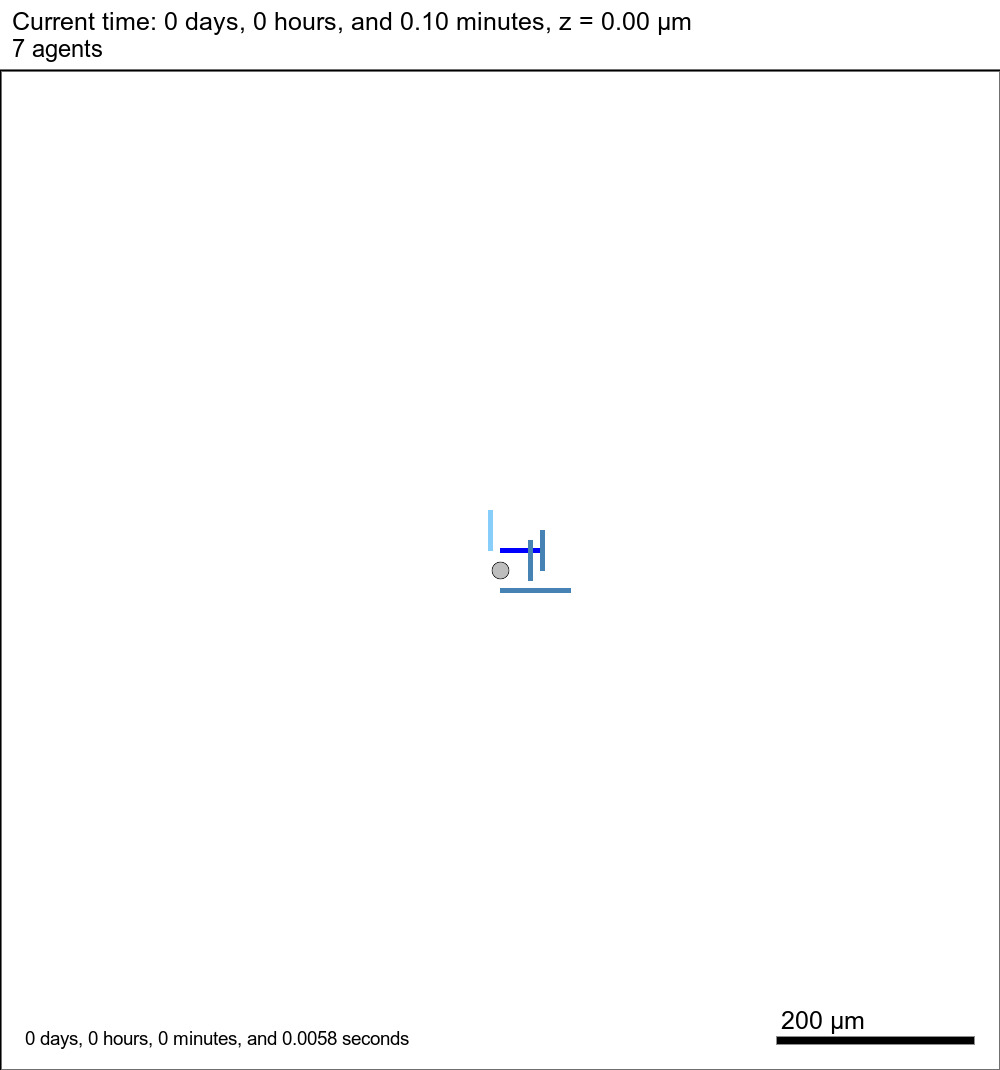 Current time: 0 days, 0 hours, and 0.10 minutes, z = 0.00 µm
7 agents
200 µm
0 days, 0 hours, 0 minutes, and 0.0058 seconds